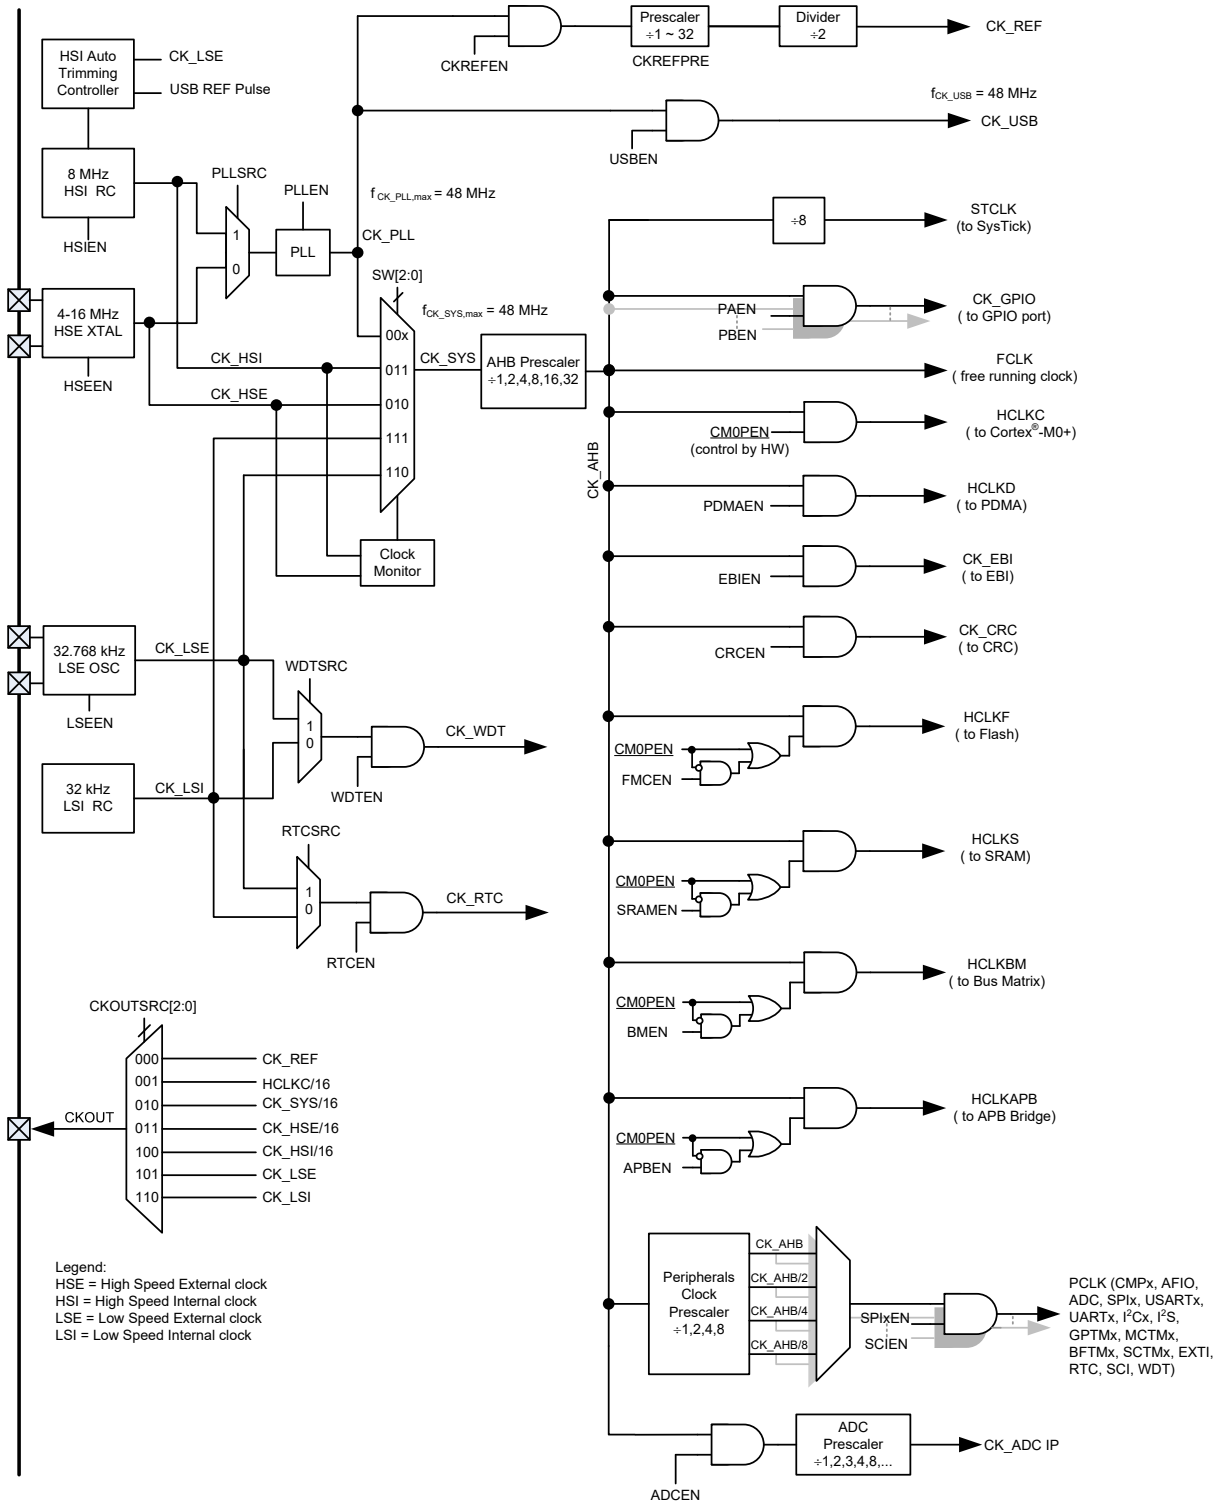 HSI Auto
Trimming
Controller
CK_LSE
USB REF Pulse
8 MHz
HSI RC
HSIEN
PLLSRC
1
0
PLLEN
PLL
f CK_PLL,max = 48 MHz
CK_PLL
4-16 MHz
HSE XTAL
HSEEN
CK_HSI
CK_HSE
SW[2:0]
fCK_SYS,max = 48 MHz
00x
011
010
111
110
CK_SYS
AHB Prescaler
÷1,2,4,8,16,32
Clock
Monitor
CKREFEN
Prescaler
÷1 ~ 32
CKREFPRE
Divider
÷2
CK_REF
fCK_USB = 48 MHz
CK_USB
USBEN
÷8
STCLK
(to SysTick)
PAEN
PBEN
CK_GPIO
( to GPIO port)
FCLK
( free running clock)
CK_AHB
CM0PEN
(control by HW)
HCLKC
( to Cortex®-M0+)
PDMAEN
HCLKD
( to PDMA)
EBIEN
CK_EBI
( to EBI)
CRCEN
CK_CRC
( to CRC)
CM0PEN
FMCEN
HCLKF
( to Flash)
CM0PEN
SRAMEN
HCLKS
( to SRAM)
CM0PEN
BMEN
HCLKBM
( to Bus Matrix)
CM0PEN
APBEN
HCLKAPB
( to APB Bridge)
32.768 kHz
LSE OSC
CK_LSE
LSEEN
WDTSRC
1
0
CK_WDT
WDTEN
32 kHz
LSI RC
CK_LSI
RTCSRC
1
0
CK_RTC
RTCEN
CKOUTSRC[2:0]
000
CK_REF
001
HCLKC/16
010
CK_SYS/16
CKOUT
011
CK_HSE/16
100
CK_HSI/16
101
CK_LSE
110
CK_LSI
Legend:
HSE = High Speed External clock
HSI = High Speed Internal clock
LSE = Low Speed External clock
LSI = Low Speed Internal clock
Peripherals
Clock
Prescaler
÷1,2,4,8
CK_AHB
CK_AHB/2
CK_AHB/4
CK_AHB/8
SPIxEN
SCIEN
PCLK (CMPx, AFIO,
ADC, SPIx, USARTx,
UARTx, I²Cx, I²S,
GPTMx, MCTMx,
BFTMx, SCTMx, EXTI,
RTC, SCI, WDT)
ADCEN
ADC
Prescaler
÷1,2,3,4,8,...
CK_ADC IP